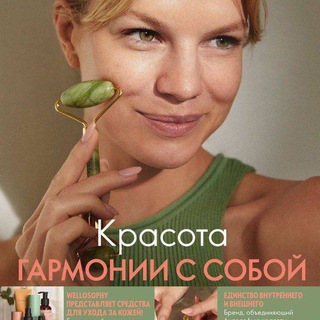 Красота
ГАРМОНИИ С СОБОЙ
WELLOSOPHY
ПРЕДСТАВЛЯЕТ СРЕДСТВА
ДЛЯ УХОДА ЗА КОЖЕЙ!
ЕДИНСТВО ВНУТРЕННЕГО
И ВНЕШНЕГО
Бренд, объединяющий